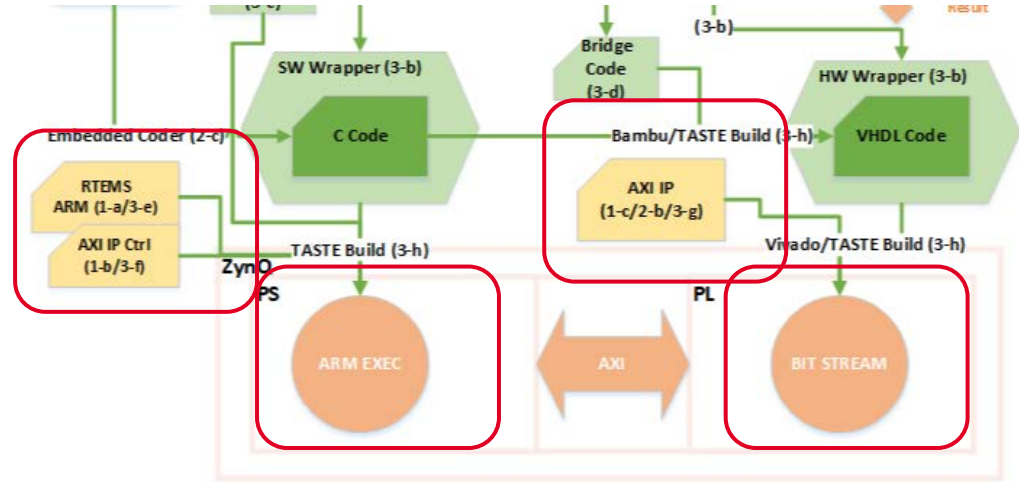 (3-c)
Result
(3-b)
Bridge
Code
(3-d)
SW Wrapper (3-b)
HW Wrapper (3-b)
Embedded Coder (2-c)
C Code
Bambu/TASTE Build (3-h)
VHDL Code
RTEMS
ARM (1-a/3-e)
AXI IP
(1-c/2-b/3-g)
AXI IP Ctrl
(1-b/3-f)
TASTE Build (3-h)
Vivado/TASTE Build (3-h)
ZynQ
PS
PL
ARM EXEC
AXI
BIT STREAM